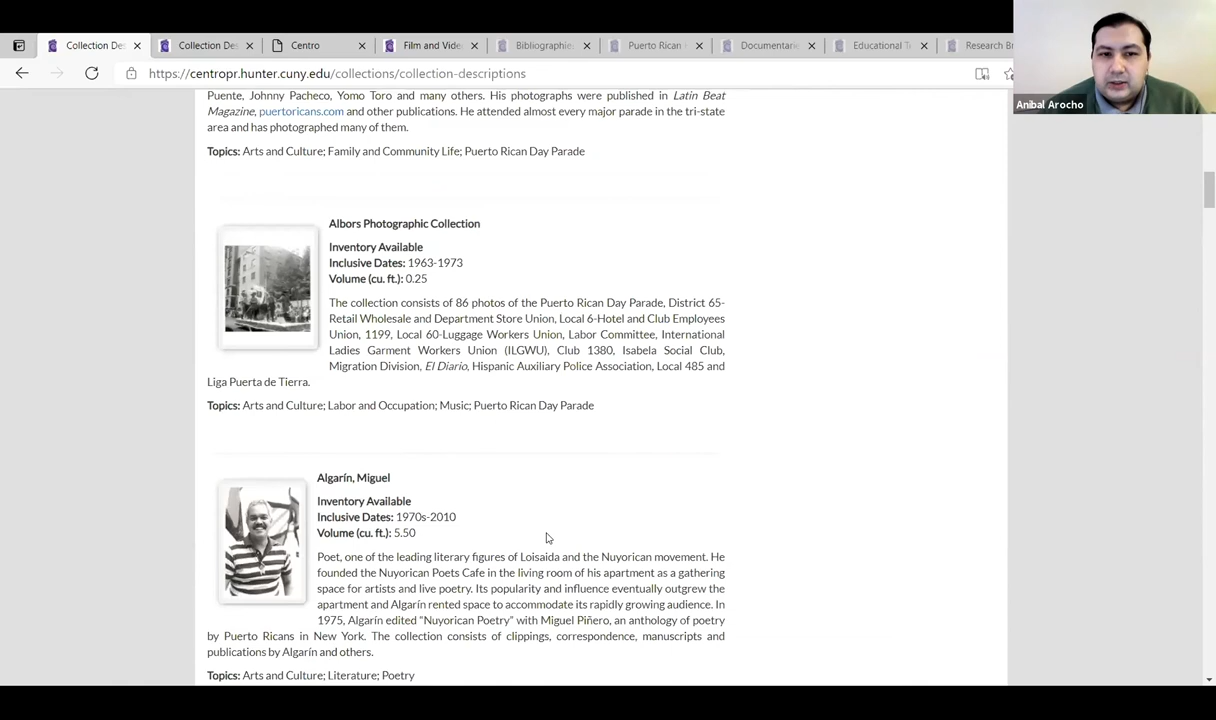 Collection Des
Collection Des
Centro
Film and Vide
Bibliographie
Puerto Rican
Documentarie
Educational T
Research Br
https://centropr.hunter.cuny.edu/collections/collection-descriptions
Anibal Arocho
Puente, Johnny Pacheco, Yomo Toro and many others. His photographs were published in Latin Beat
Magazine, puertoricans.com and other publications. He attended almost every major parade in the tri-state
area and has photographed many of them.
Topics: Arts and Culture; Family and Community Life; Puerto Rican Day Parade
Albors Photographic Collection
Inventory Available
Inclusive Dates: 1963-1973
Volume (cu. ft.): 0.25
The collection consists of 86 photos of the Puerto Rican Day Parade, District 65-
Retail Wholesale and Department Store Union, Local 6-Hotel and Club Employees
Union, 1199, Local 60-Luggage Workers Union, Labor Committee, International
Ladies Garment Workers Union (ILGWU), Club 1380, Isabela Social Club,
Migration Division, El Diario, Hispanic Auxiliary Police Association, Local 485 and
Liga Puerta de Tierra.
Topics: Arts and Culture; Labor and Occupation; Music; Puerto Rican Day Parade
Algarín, Miguel
Inventory Available
Inclusive Dates: 1970s-2010
Volume (cu. ft.): 5.50
Poet, one of the leading literary figures of Loisaida and the Nuyorican movement. He
founded the Nuyorican Poets Cafe in the living room of his apartment as a gathering
space for artists and live poetry. Its popularity and influence eventually outgrew the
apartment and Algarín rented space to accommodate its rapidly growing audience. In
1975, Algarín edited "Nuyorican Poetry" with Miguel Piñero, an anthology of poetry
by Puerto Ricans in New York. The collection consists of clippings, correspondence, manuscripts and
publications by Algarín and others.
Topics: Arts and Culture; Literature; Poetry